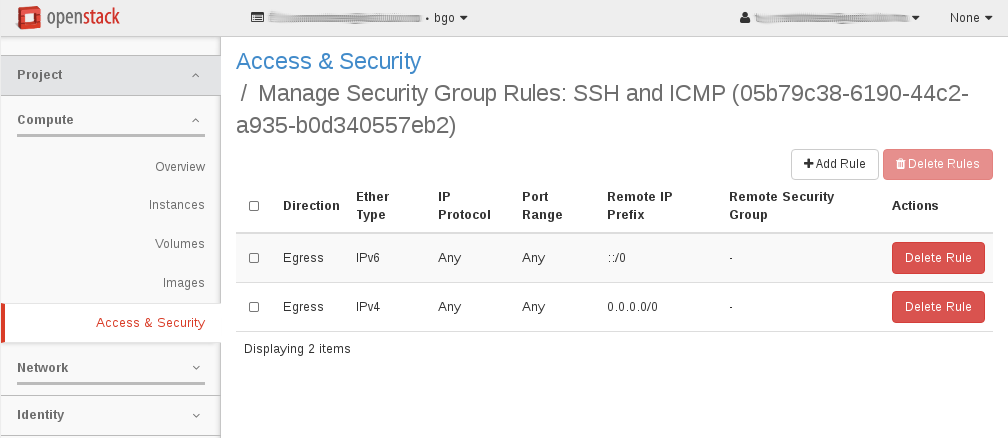 openstack
• bgo
None
Project
Compute
Overview
Instances
Volumes
Images
Access & Security
Network
Identity
Access & Security
/ Manage Security Group Rules: SSH and ICMP (05b79c38-6190-44c2-
a935-b0d340557eb2)
Add Rule
Delete Rules
Direction Ether Type IP Protocol Port Range Remote IP Prefix Remote Security Group Actions
Egress IPv6 Any Any ::/0 - Delete Rule
Egress IPv4 Any Any 0.0.0.0/0 - Delete Rule
Displaying 2 items